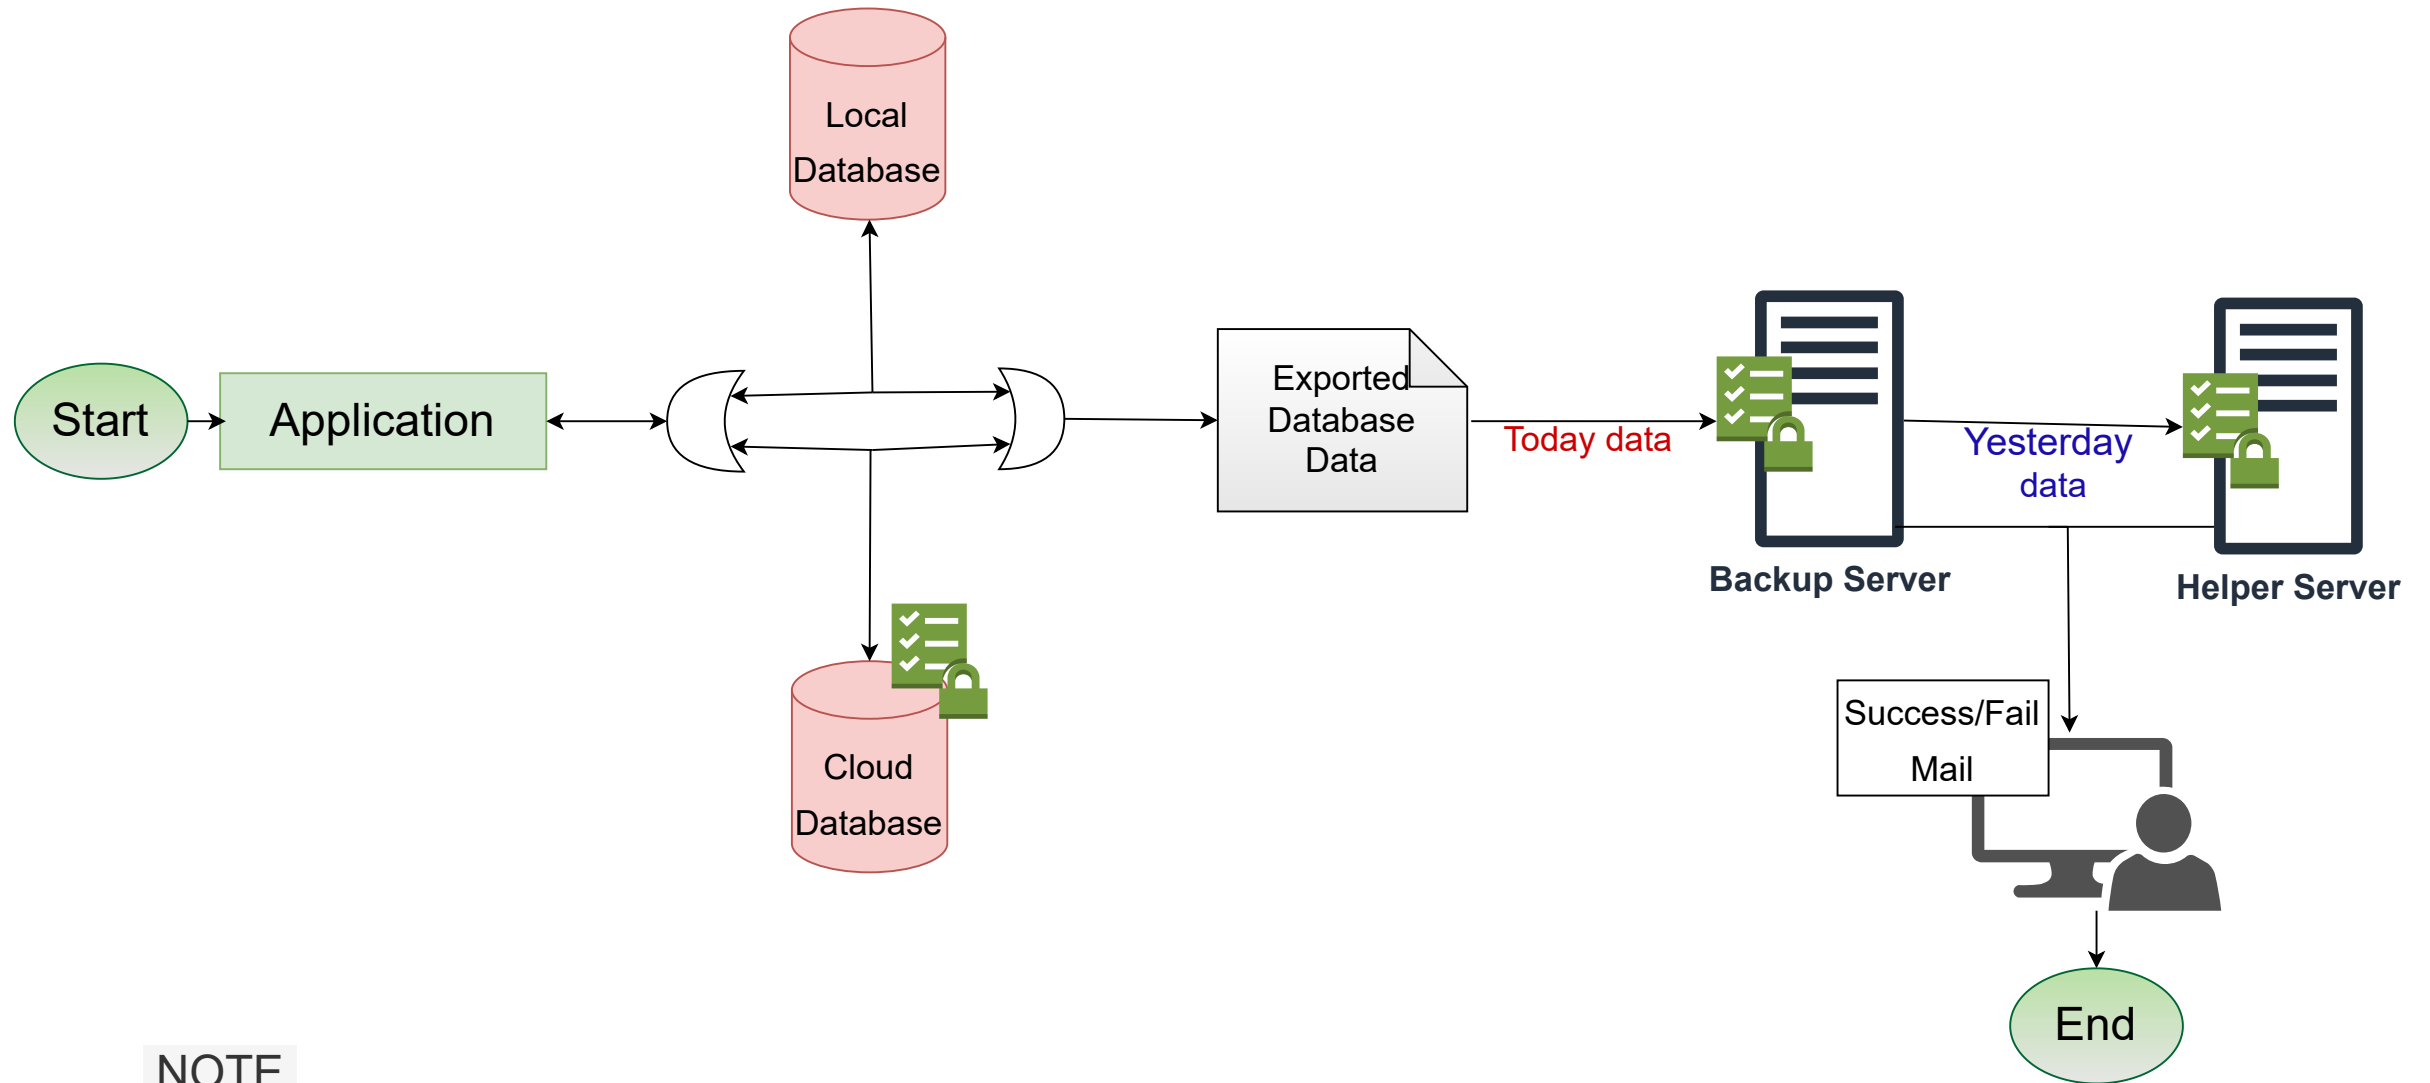 Local
Database
Start
Application
Exported
Database
Data
Today data
Yesterday
data
Backup Server
Helper Server
Success/Fail
Mail
Cloud
Database
End
NOTE